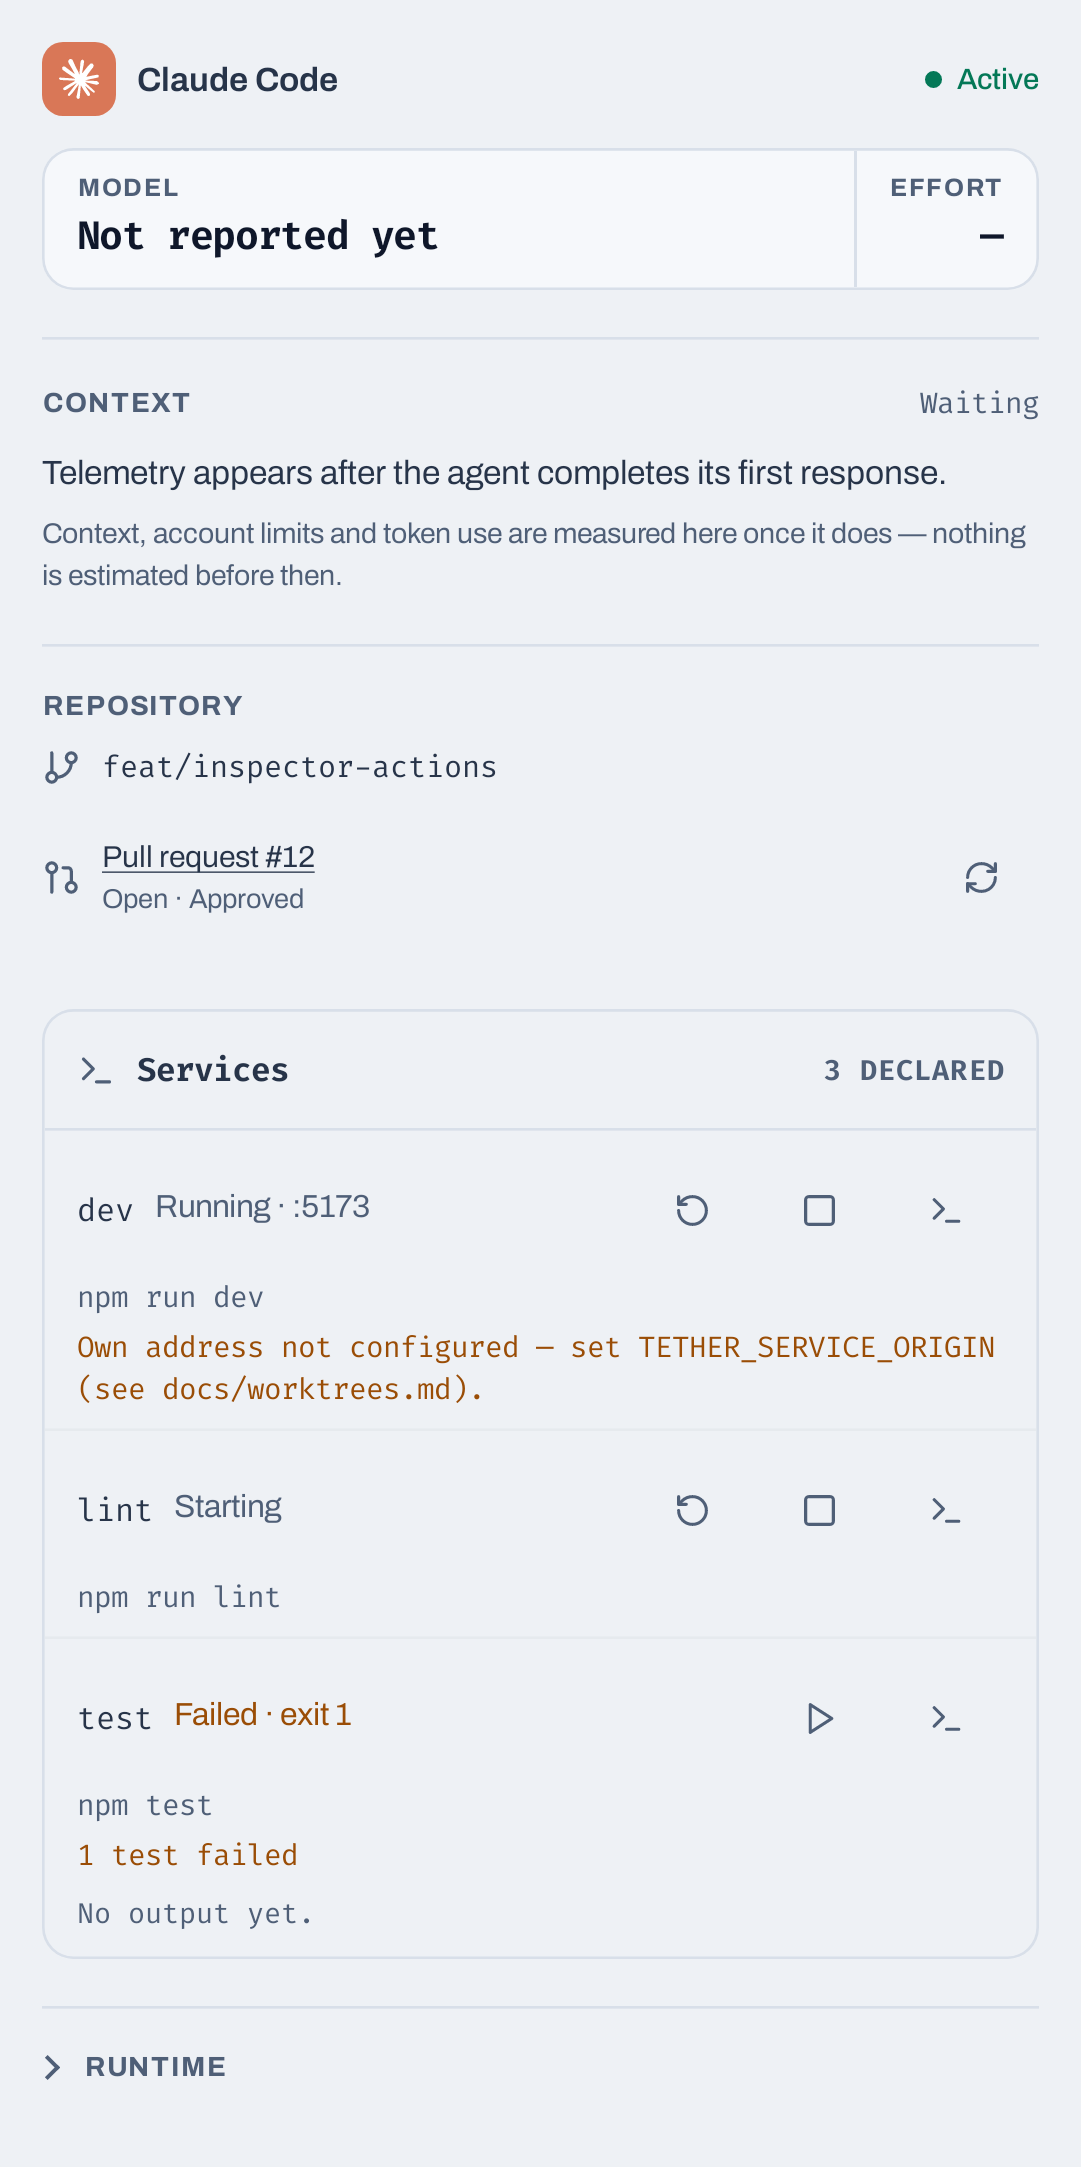 Claude Code
Active
MODEL
EFFORT
Not reported yet
—
CONTEXT
Waiting
Telemetry appears after the agent completes its first response.
Context, account limits and token use are measured here once it does — nothing
is estimated before then.
REPOSITORY
feat/inspector-actions
Pull request #12
Open · Approved
Services
3 DECLARED
dev Running · :5173
npm run dev
Own address not configured — set TETHER_SERVICE_ORIGIN
(see docs/worktrees.md).
lint Starting
npm run lint
test Failed · exit 1
npm test
1 test failed
No output yet.
RUNTIME